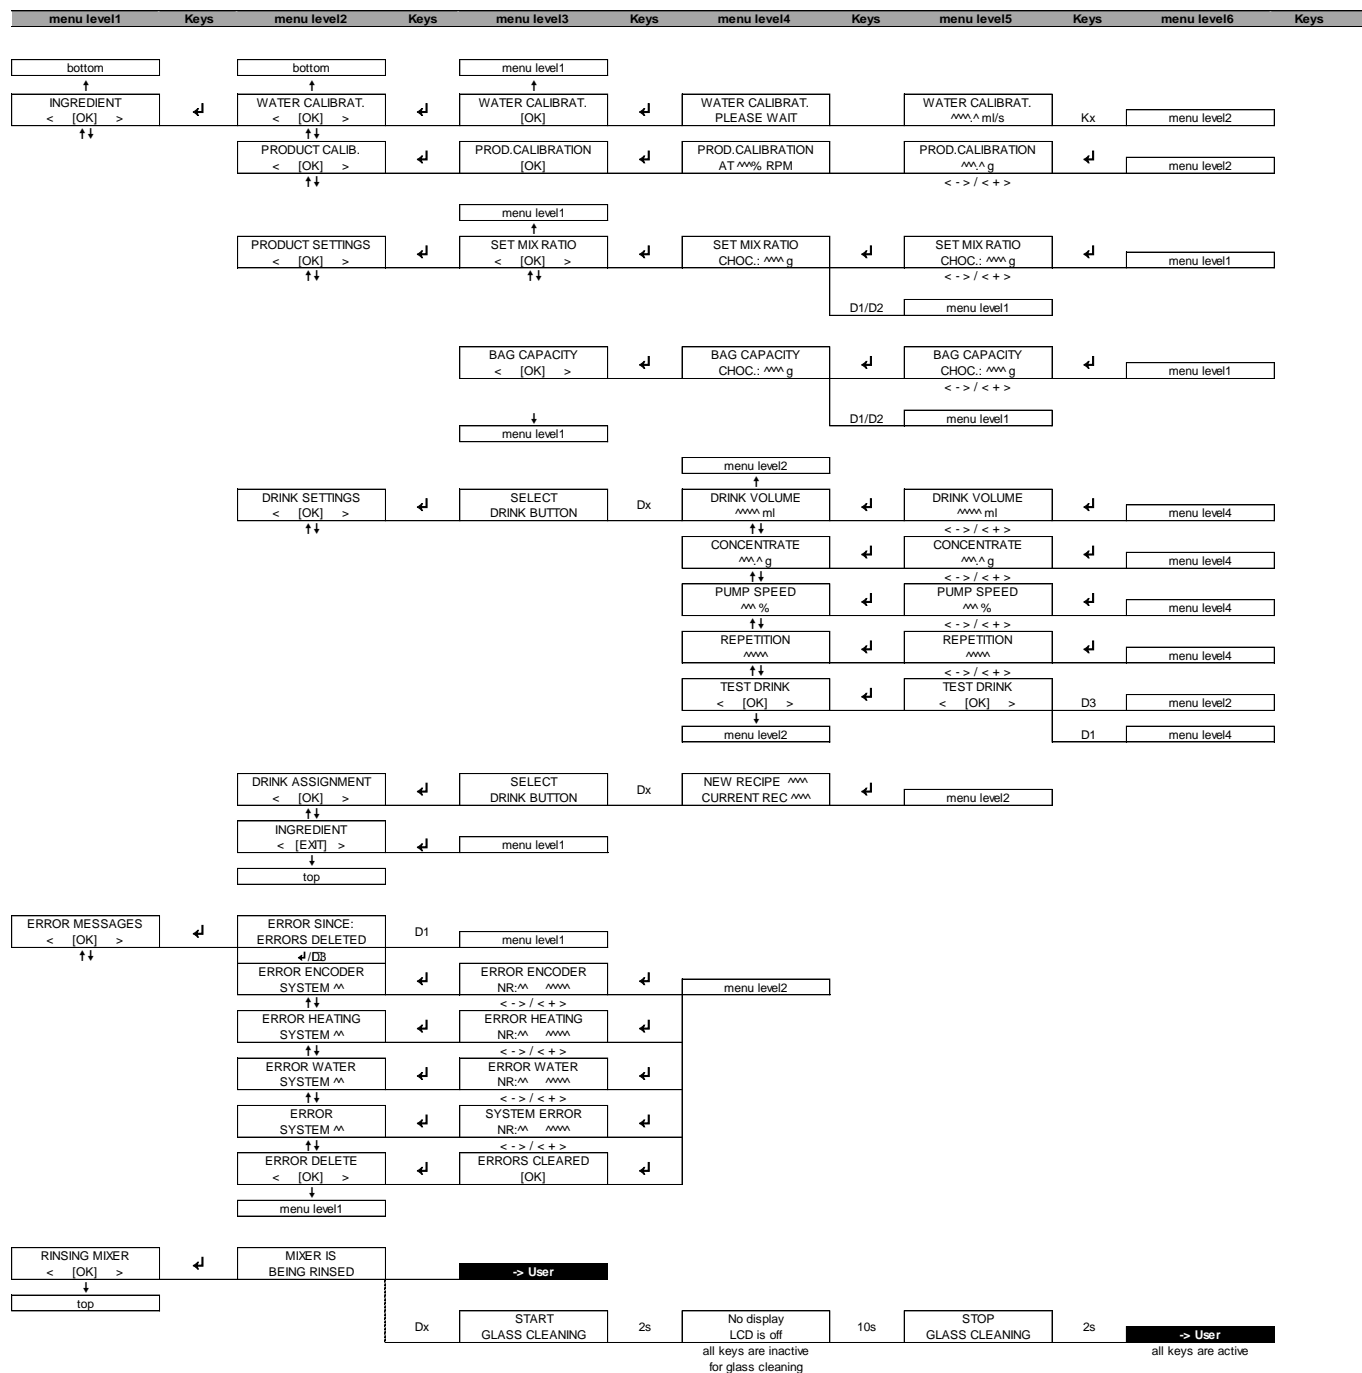 menu level1 Keys menu level2 Keys menu level3 Keys menu level4 Keys menu level5 Keys menu level6 Keys
bottom bottom menu level1
↑ ↑ ↑
INGREDIENT WATER CALIBRAT. WATER CALIBRAT. WATER CALIBRAT. WATER CALIBRAT.
< [OK] > ↲ < [OK] > ↲ [OK] ↲ PLEASE WAIT ^^^.^ ml/s Kx menu level2
↑↓ ↑↓
PRODUCT CALIB. PROD.CALIBRATION PROD.CALIBRATION PROD.CALIBRATION
< [OK] > ↲ [OK] ↲ AT ^^^% RPM ^^^.^ g ↲ menu level2
↑↓ < - > / < + >
menu level1
↑
PRODUCT SETTINGS SET MIX RATIO SET MIX RATIO SET MIX RATIO
< [OK] > ↲ < [OK] > ↲ CHOC.: ^^^^ g ↲ CHOC.: ^^^^ g ↲ menu level1
↑↓ ↑↓ < - > / < + >
D1/D2 menu level1
BAG CAPACITY BAG CAPACITY BAG CAPACITY
< [OK] > ↲ CHOC.: ^^^^ g ↲ CHOC.: ^^^^ g ↲ menu level1
< - > / < + >
↓ D1/D2 menu level1
menu level1
menu level2
↑
DRINK SETTINGS SELECT DRINK VOLUME DRINK VOLUME
< [OK] > ↲ DRINK BUTTON Dx ^^^^^ ml ↲ ^^^^^ ml ↲ menu level4
↑↓ ↑↓ < - > / < + >
CONCENTRATE CONCENTRATE
^^^.^ g ↲ ^^^.^ g ↲ menu level4
↑↓ < - > / < + >
PUMP SPEED PUMP SPEED
^^^ % ↲ ^^^ % ↲ menu level4
↑↓ < - > / < + >
REPETITION REPETITION
^^^^^ ↲ ^^^^^ ↲ menu level4
↑↓ < - > / < + >
TEST DRINK TEST DRINK
< [OK] > ↲ < [OK] > D3 menu level2
↓
menu level2 D1 menu level4
DRINK ASSIGNMENT SELECT NEW RECIPE ^^^^
< [OK] > ↲ DRINK BUTTON Dx CURRENT REC ^^^^ ↲ menu level2
↑↓
INGREDIENT
< [EXIT] > ↲ menu level1
↓
top
ERROR MESSAGES ERROR SINCE:
< [OK] > ↲ ERRORS DELETED D1 menu level1
↑↓ ↲/D3
ERROR ENCODER ERROR ENCODER
SYSTEM ^^ ↲ NR:^^ ^^^^^ ↲ menu level2
↑↓ < - > / < + >
ERROR HEATING ERROR HEATING
SYSTEM ^^ ↲ NR:^^ ^^^^^ ↲
↑↓ < - > / < + >
ERROR WATER ERROR WATER
SYSTEM ^^ ↲ NR:^^ ^^^^^ ↲
↑↓ < - > / < + >
ERROR SYSTEM ERROR
SYSTEM ^^ ↲ NR:^^ ^^^^^ ↲
↑↓ < - > / < + >
ERROR DELETE ERRORS CLEARED
< [OK] > ↲ [OK] ↲
↓
menu level1
RINSING MIXER MIXER IS
< [OK] > ↲ BEING RINSED -> User
↓
top
START No display STOP
Dx GLASS CLEANING 2s LCD is off 10s GLASS CLEANING 2s -> User
all keys are inactive all keys are active
for glass cleaning